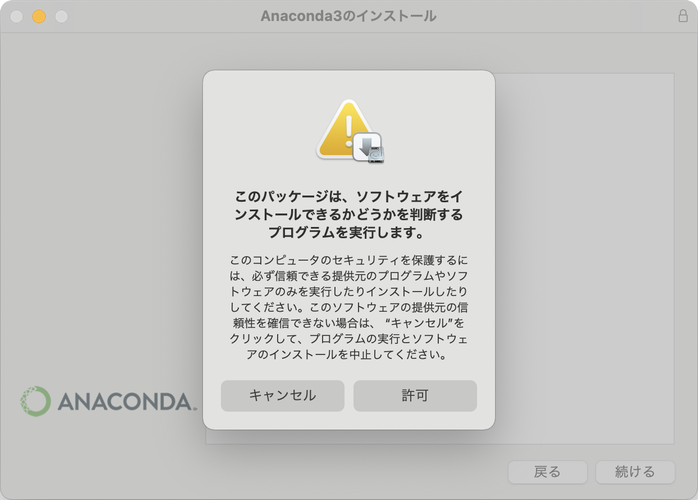 Anaconda3のインストール
このパッケージは、ソフトウェアをイ
ンストールできるかどうかを判断する
プログラムを実行します。
このコンピュータのセキュリティを保護するに
は、必ず信頼できる提供元のプログラムやソフ
トウェアのみを実行したりインストールしたり
してください。このソフトウェアの提供元の信
頼性を確信できない場合は、“キャンセル”を
クリックして、プログラムの実行とソフトウェ
アのインストールを中止してください。
キャンセル
許可
ANACONDA.
戻る
続ける